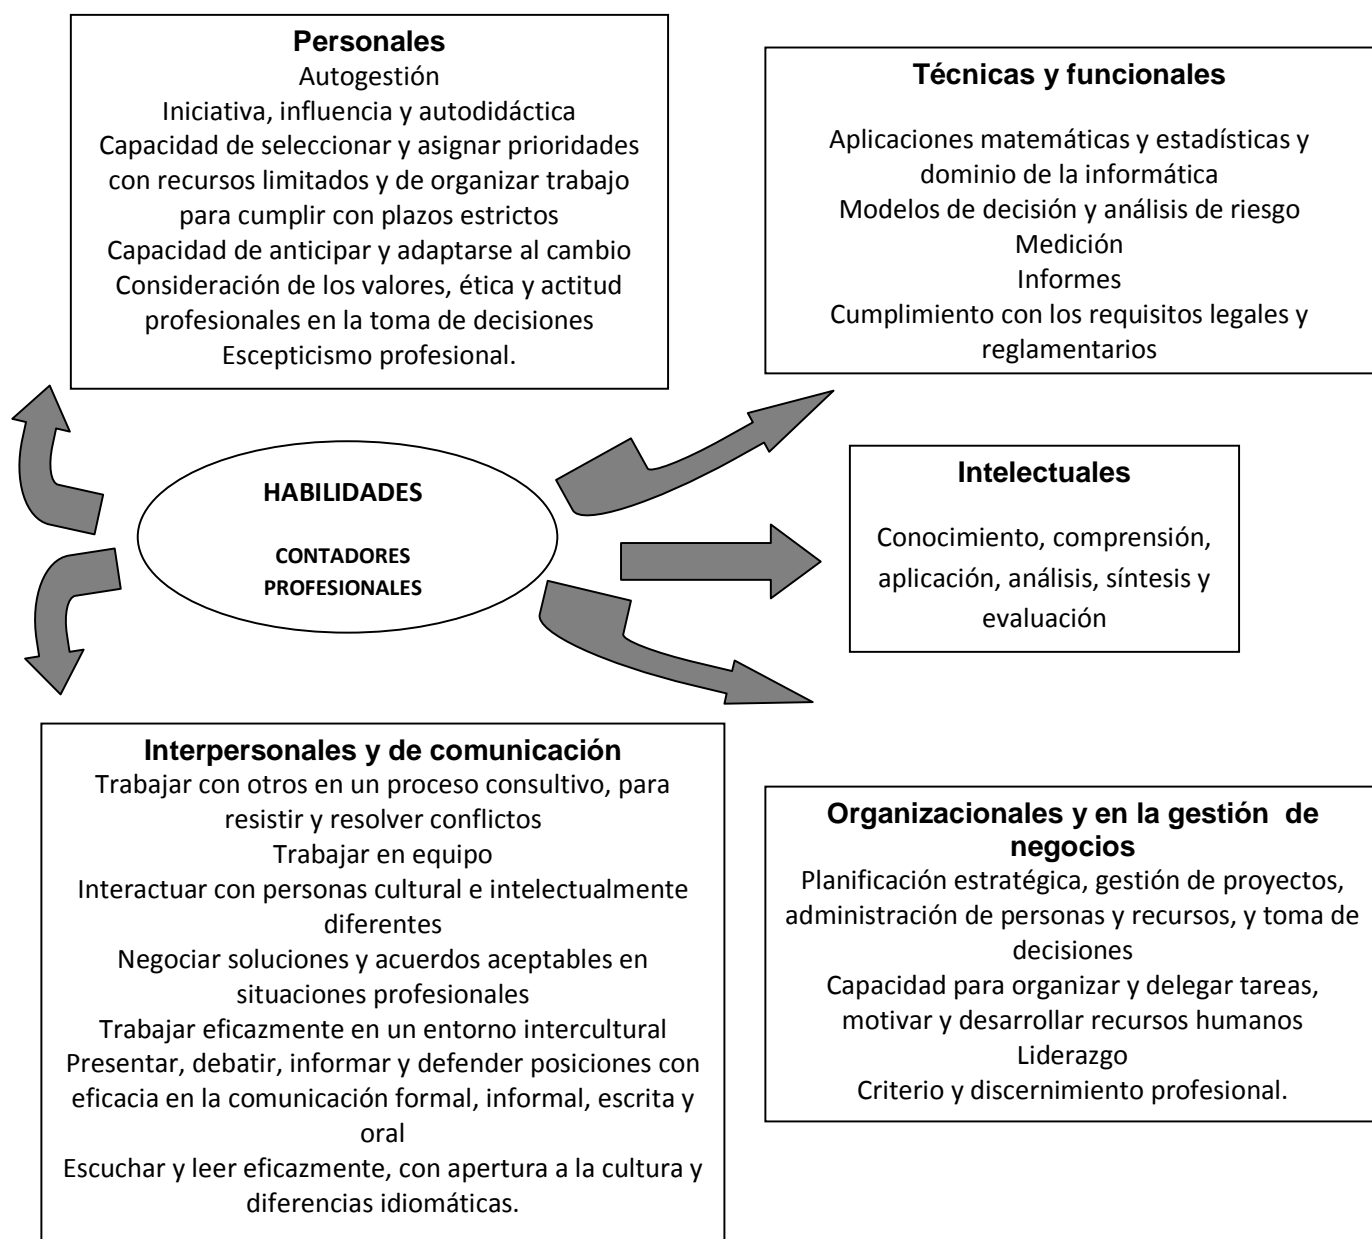 Personales
Autogestión
Iniciativa, influencia y autodidáctica
Capacidad de seleccionar y asignar prioridades
con recursos limitados y de organizar trabajo
para cumplir con plazos estrictos
Capacidad de anticipar y adaptarse al cambio
Consideración de los valores, ética y actitud
profesionales en la toma de decisiones
Escepticismo profesional.
Técnicas y funcionales
Aplicaciones matemáticas y estadísticas y
dominio de la informática
Modelos de decisión y análisis de riesgo
Medición
Informes
Cumplimiento con los requisitos legales y
reglamentarios
HABILIDADES
CONTADORES
PROFESIONALES
Intelectuales
Conocimiento, comprensión,
aplicación, análisis, síntesis y
evaluación
Interpersonales y de comunicación
Trabajar con otros en un proceso consultivo, para
resistir y resolver conflictos
Trabajar en equipo
Interactuar con personas cultural e intelectualmente
diferentes
Negociar soluciones y acuerdos aceptables en
situaciones profesionales
Trabajar eficazmente en un entorno intercultural
Presentar, debatir, informar y defender posiciones con
eficacia en la comunicación formal, informal, escrita y
oral
Escuchar y leer eficazmente, con apertura a la cultura y
diferencias idiomáticas.
Organizacionales y en la gestión de
negocios
Planificación estratégica, gestión de proyectos,
administración de personas y recursos, y toma de
decisiones
Capacidad para organizar y delegar tareas,
motivar y desarrollar recursos humanos
Liderazgo
Criterio y discernimiento profesional.